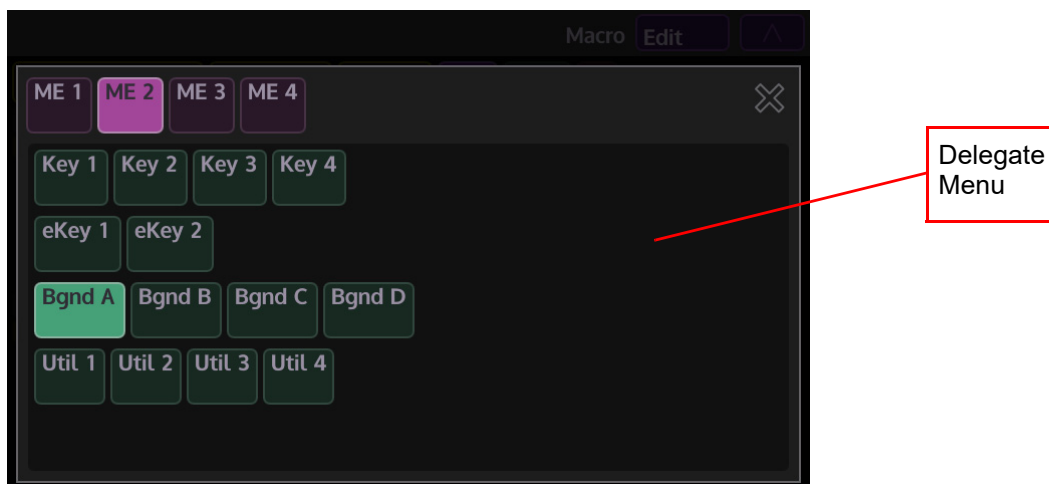 Macro Edit
ME 1 ME 2 ME 3 ME 4
Key 1 Key 2 Key 3 Key 4
eKey 1 eKey 2
Bgnd A Bgnd B Bgnd C Bgnd D
Util 1 Util 2 Util 3 Util 4
Delegate
Menu